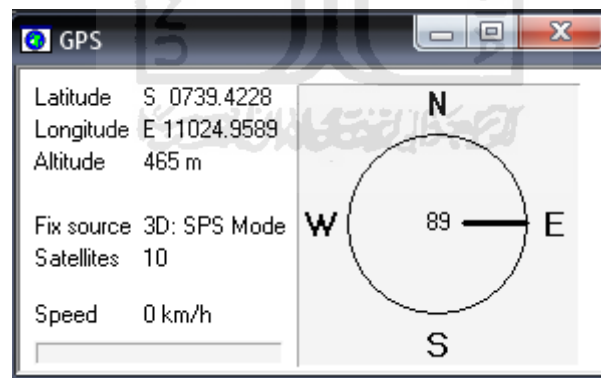 GPS
Latitude S 0739.4228
Longitude E 11024.9589
Altitude 465 m
Fix source 3D: SPS Mode
Satellites 10
Speed 0 km/h
N
W 89 E
S